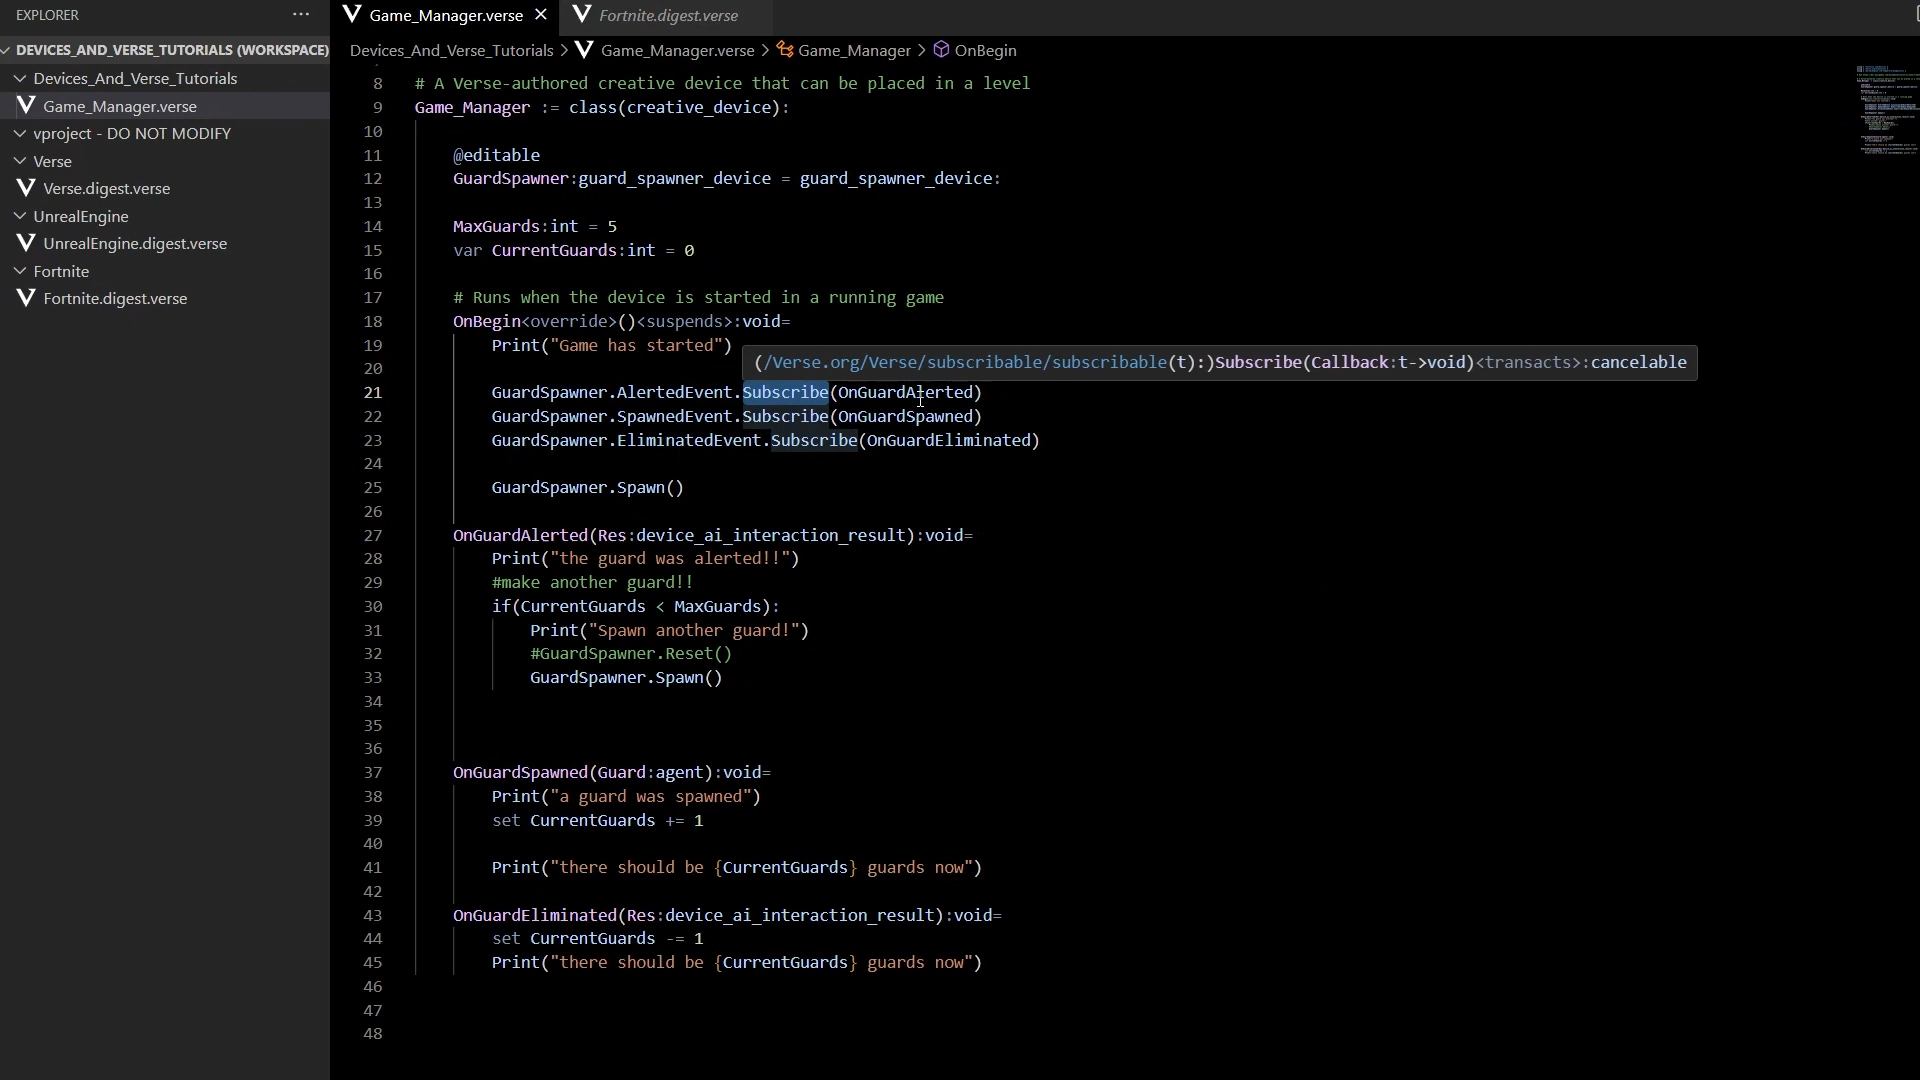 EXPLORER
DEVICES_AND_VERSE_TUTORIALS (WORKSPACE)
Devices_And_Verse_Tutorials
Game_Manager.verse
vproject - DO NOT MODIFY
Verse
Verse.digest.verse
UnrealEngine
UnrealEngine.digest.verse
Fortnite
Fortnite.digest.verse
Game_Manager.verse
Fortnite.digest.verse
Devices_And_Verse_Tutorials > Game_Manager.verse > Game_Manager > OnBegin
8 # A Verse-authored creative device that can be placed in a level
9 Game_Manager := class(creative_device):
10
11 @editable
12 GuardSpawner:guard_spawner_device = guard_spawner_device:
13
14 MaxGuards:int = 5
15 var CurrentGuards:int = 0
16
17 # Runs when the device is started in a running game
18 OnBegin<override>()<suspends>:void=
19 Print("Game has started")
(/Verse.org/Verse/subscribable/subscribable(t):)Subscribe(Callback:t->void)<transacts>:cancelable
20
21 GuardSpawner.AlertedEvent.Subscribe(OnGuardAlerted)
22 GuardSpawner.SpawnedEvent.Subscribe(OnGuardSpawned)
23 GuardSpawner.EliminatedEvent.Subscribe(OnGuardEliminated)
24
25 GuardSpawner.Spawn()
26
27 OnGuardAlerted(Res:device_ai_interaction_result):void=
28 Print("the guard was alerted!!")
29 #make another guard!!
30 if(CurrentGuards < MaxGuards):
31 Print("Spawn another guard!")
32 #GuardSpawner.Reset()
33 GuardSpawner.Spawn()
34
35
36
37 OnGuardSpawned(Guard:agent):void=
38 Print("a guard was spawned")
39 set CurrentGuards += 1
40
41 Print("there should be {CurrentGuards} guards now")
42
43 OnGuardEliminated(Res:device_ai_interaction_result):void=
44 set CurrentGuards -= 1
45 Print("there should be {CurrentGuards} guards now")
46
47
48